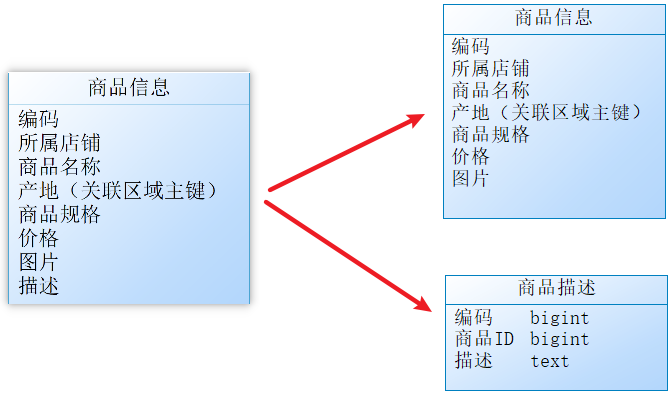 商品信息
编码
所属店铺
商品名称
产地（关联区域主键）
商品规格
价格
图片
描述
商品信息
编码
所属店铺
商品名称
产地（关联区域主键）
商品规格
价格
图片
商品描述
编码 bigint
商品ID bigint
描述 text